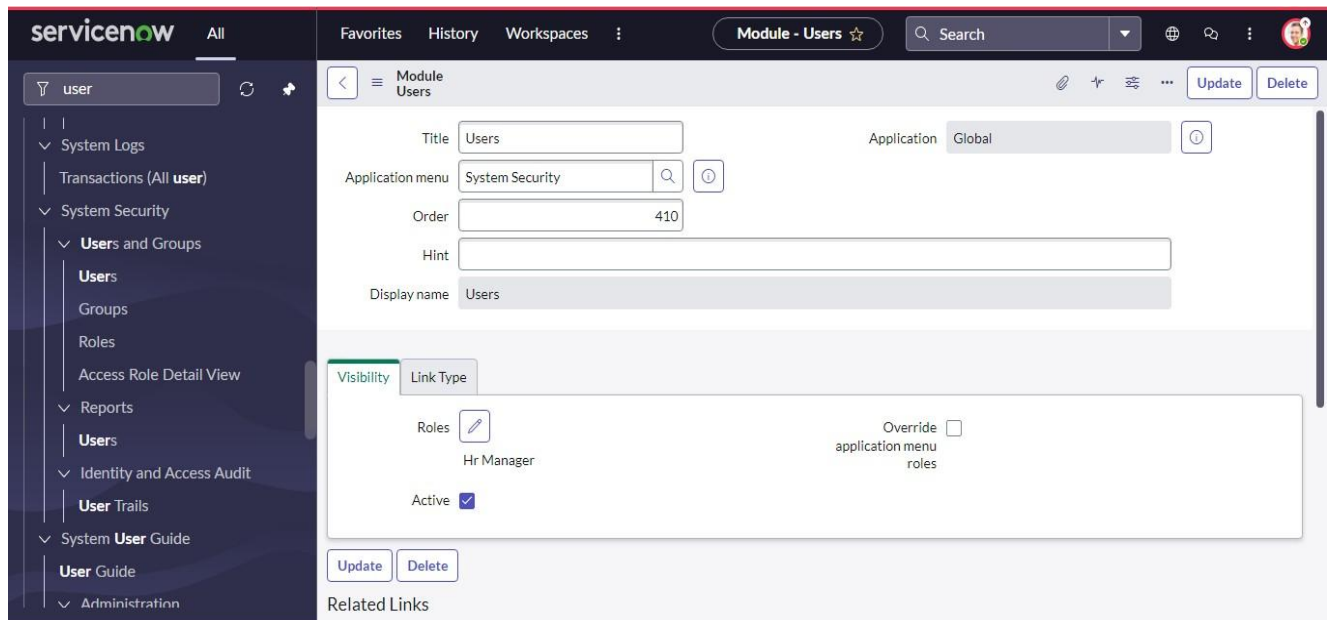 servicenow All Favorites History Workspaces Module - Users Search
user
System Logs
Transactions (All user)
System Security
Users and Groups
Users
Groups
Roles
Access Role Detail View
Reports
Users
Identity and Access Audit
User Trails
System User Guide
User Guide
Administration
Module
Users
Update Delete
Title Users Application Global
Application menu System Security
Order 410
Hint
Display name Users
Visibility Link Type
Roles Override
application menu
roles
Hr Manager
Active
Update Delete
Related Links